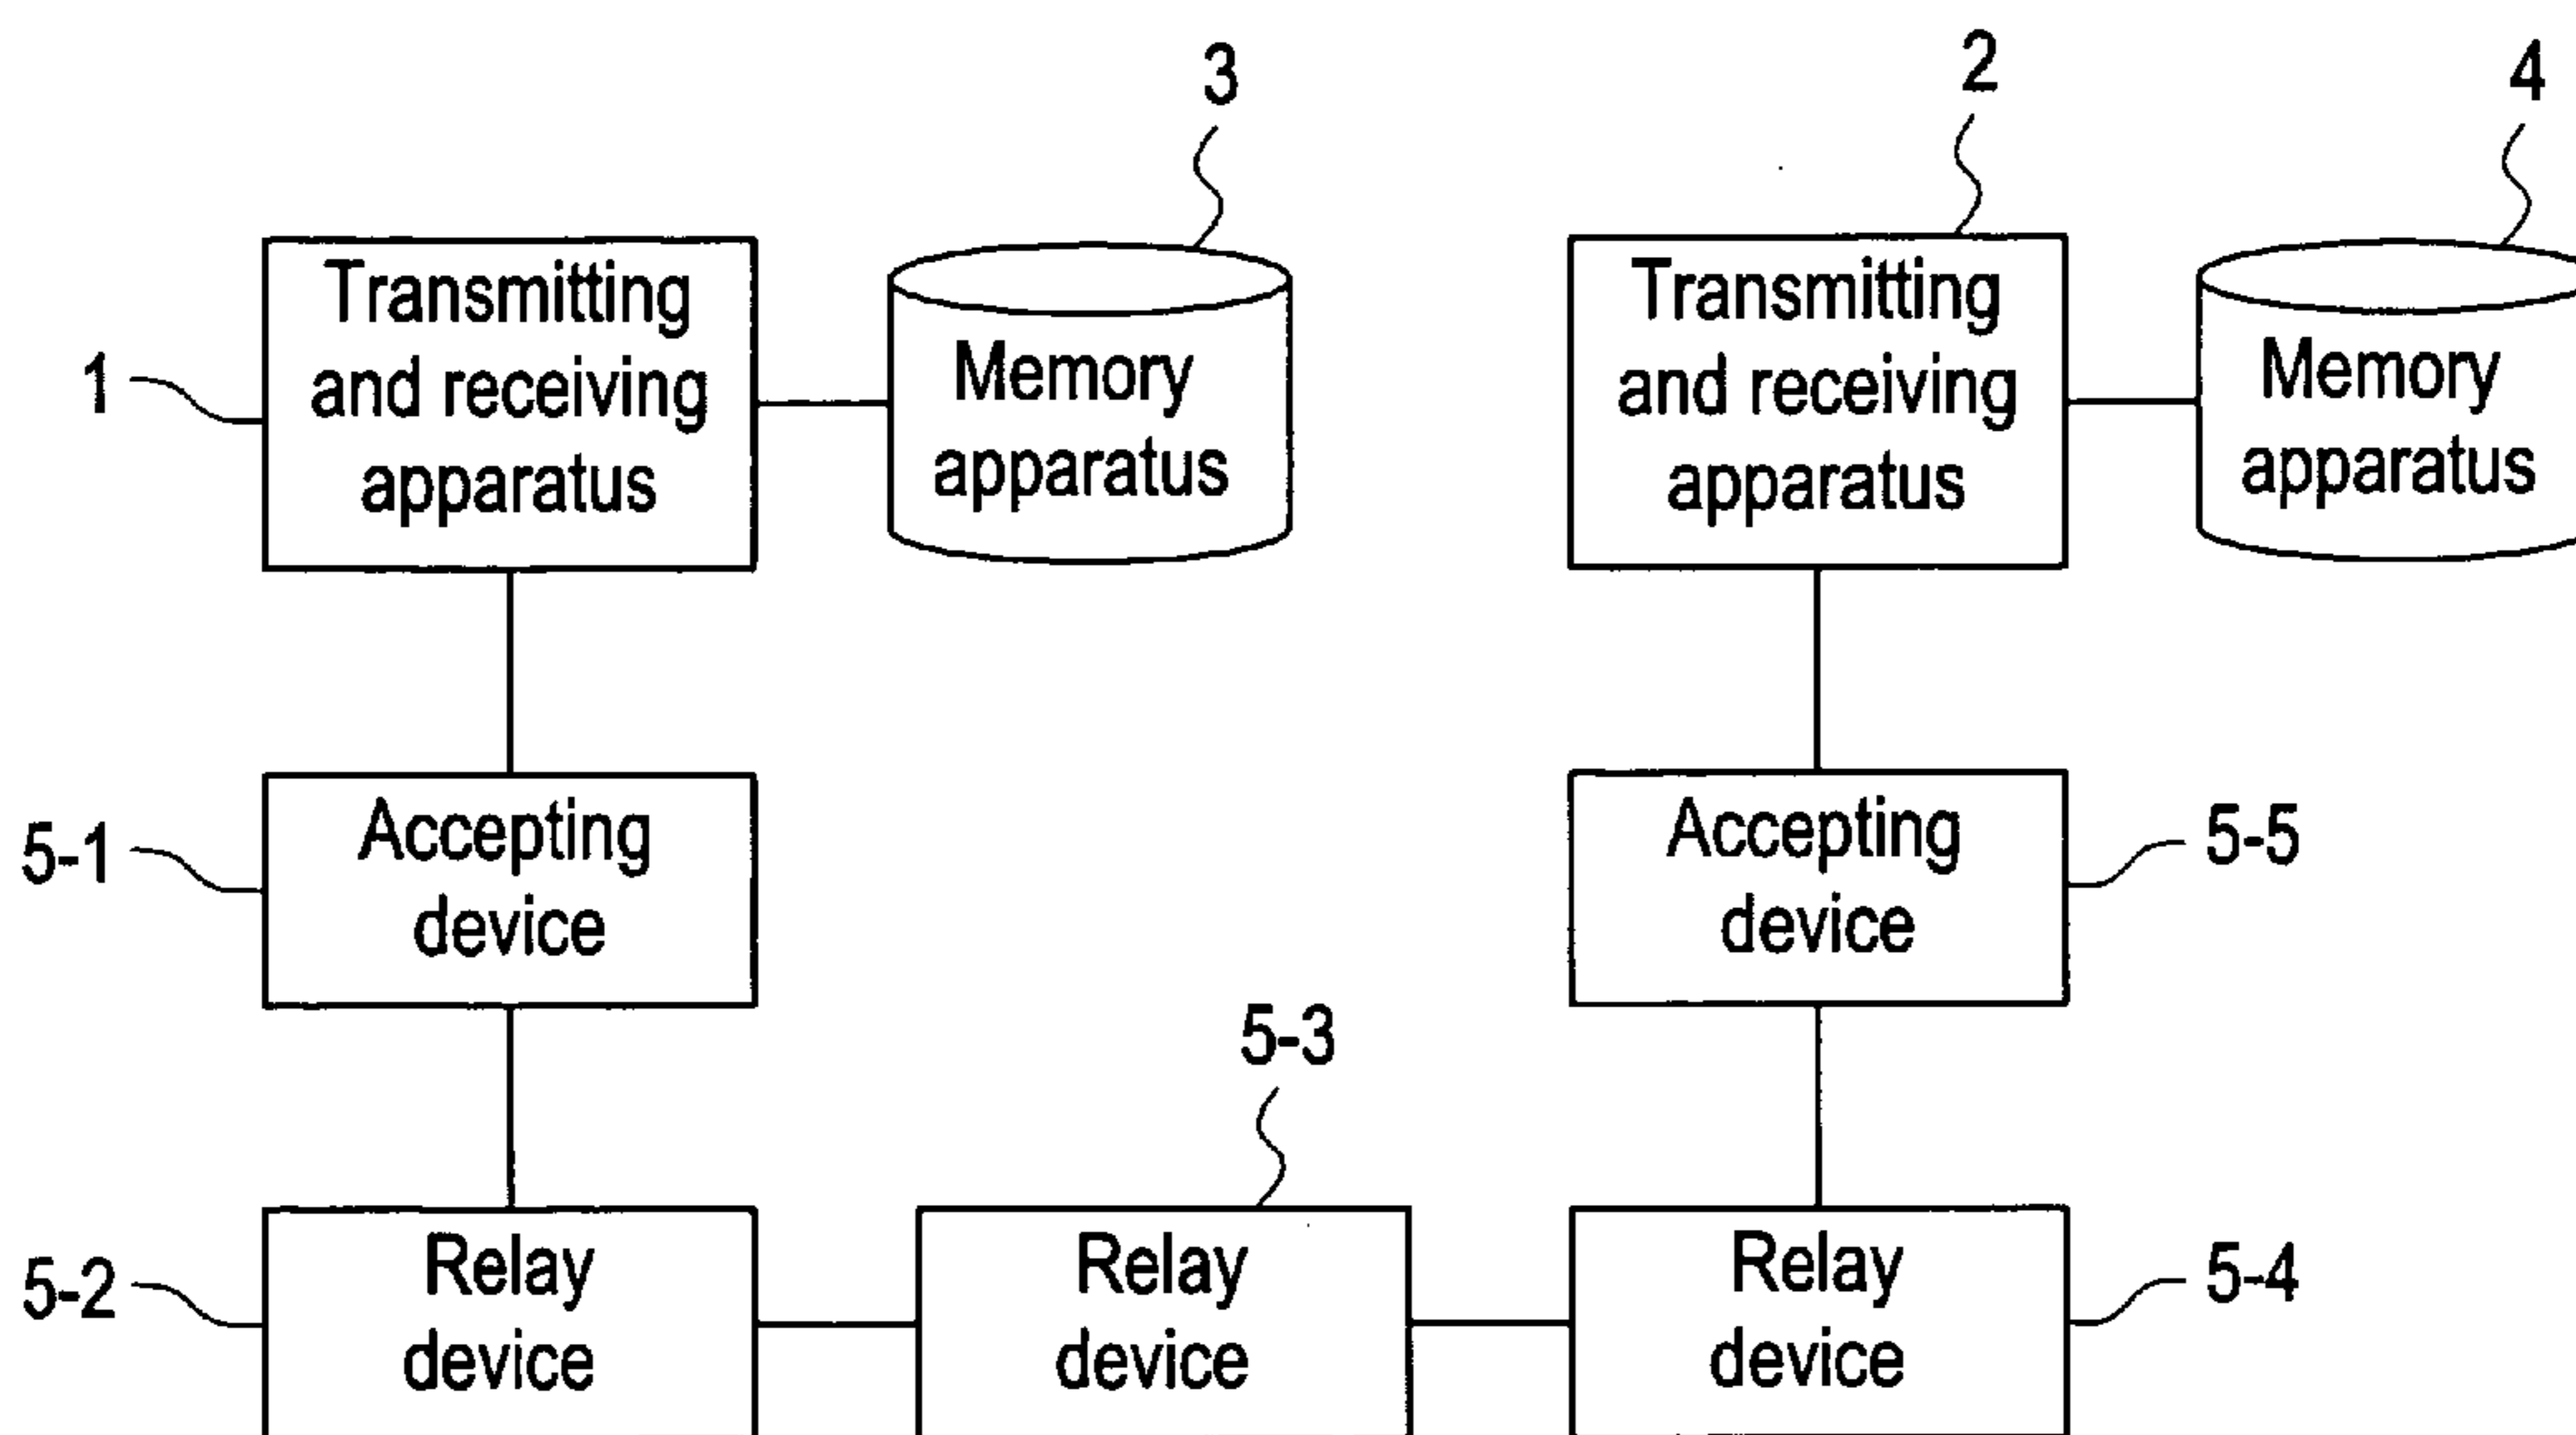 3
2
4
Transmitting
and receiving
apparatus
1
Memory
apparatus
Transmitting
and receiving
apparatus
Memory
apparatus
5-1
Accepting
device
Accepting
device
5-5
5-3
5-2
Relay
device
Relay
device
Relay
device
5-4